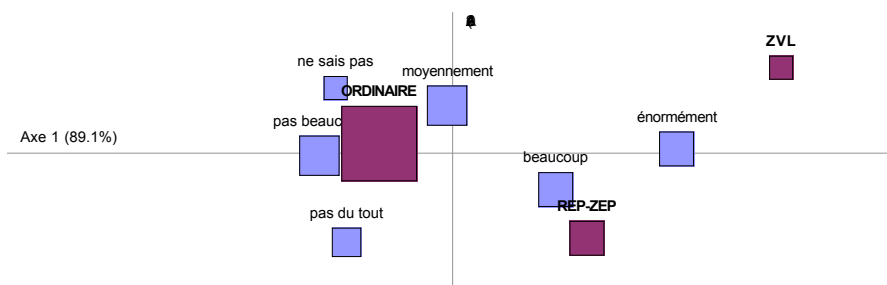 ZVL
ne sais pas
moyennement
ORDINAIRE
énormément
pas beauc
Axe 1 (89.1%)
beaucoup
REP-ZEP
pas du tout